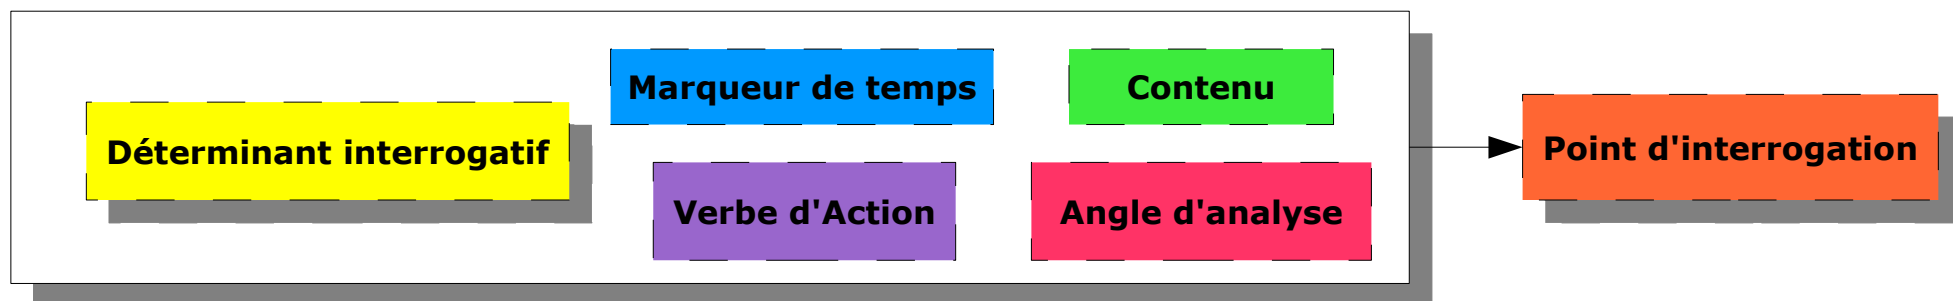 Déterminant interrogatif
Marqueur de temps
Contenu
Verbe d'Action
Angle d'analyse
Point d'interrogation